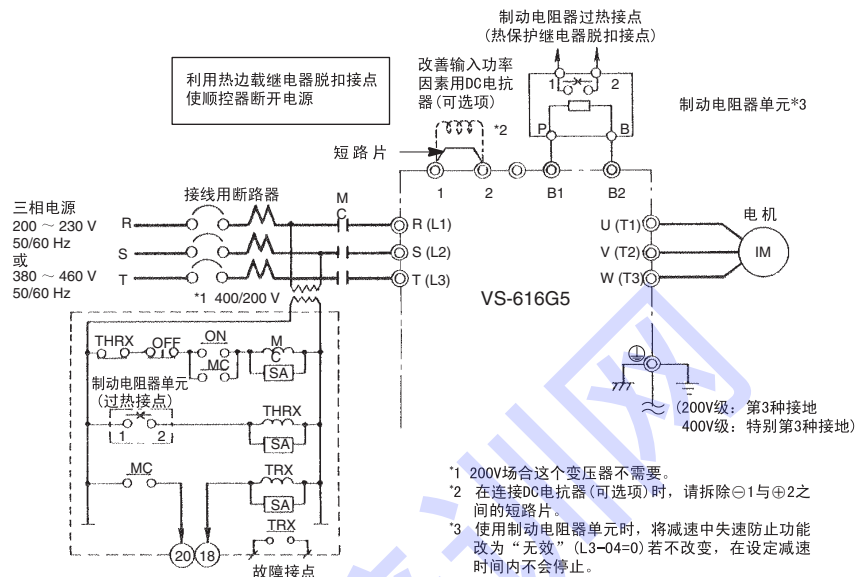 制动电阻器过热接点
(热保护继电器脱扣接点)
利用热边载继电器脱扣接点
使顺控器断开电源
改善输入功率
因素用DC电抗
器(可选项)
1 2
制动电阻器单元*3
*2
P B
短路片
1 2 B1 B2
三相电源
200 ～ 230 V
50/60 Hz
或
380 ～ 460 V
50/60 Hz
接线用断路器
MC
R
S
T
R (L1)
S (L2)
T (L3)
U (T1)
V (T2)
W (T3)
电机
IM
*1 400/200 V
VS-616G5
THRX OFF ON MC
MC
SA
制动电阻器单元
(过热接点)
1 2
THRX
SA
MC
TRX
SA
TRX
20 18
故障接点
(200V级：第3种接地
400V级：特别第3种接地)
*1 200V场合这个变压器不需要。
*2 在连接DC电抗器(可选项)时，请拆除⊖1与⊕2之
间的短路片。
*3 使用制动电阻器单元时，将减速中失速防止功能
改为“无效”(L3-04=0)若不改变，在设定减速
时间内不会停止。